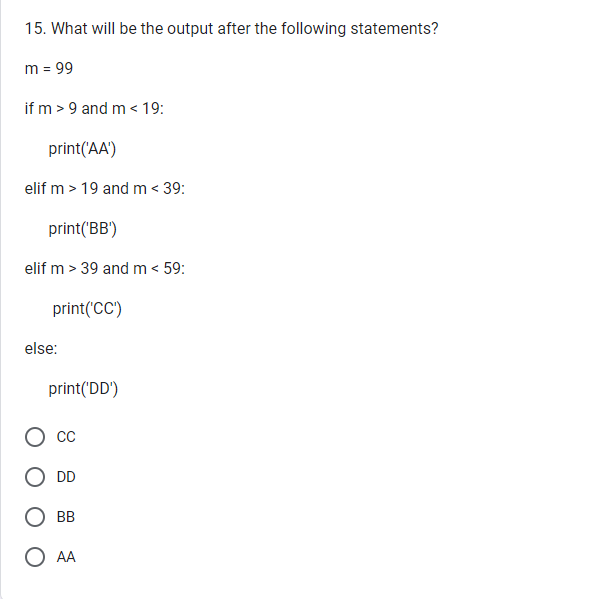 15. What will be the output after the following statements?
m = 99
if m > 9 and m < 19:
print('AA')
elif m > 19 and m < 39:
print('BB')
elif m > 39 and m < 59:
print('CC')
else:
print('DD')
CC
DD
BB
AA